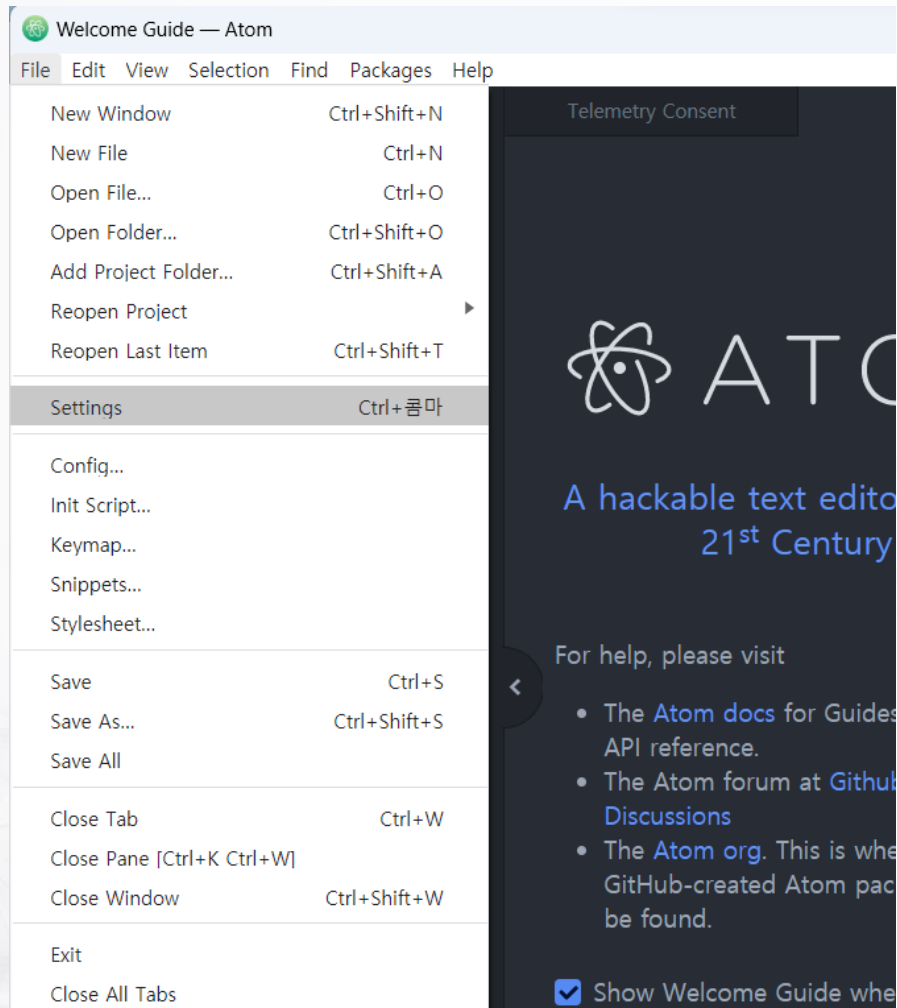 Welcome Guide — Atom
File Edit View Selection Find Packages Help
New Window Ctrl+Shift+N
New File Ctrl+N
Open File... Ctrl+O
Open Folder... Ctrl+Shift+O
Add Project Folder... Ctrl+Shift+A
Reopen Project
Reopen Last Item Ctrl+Shift+T
Settings Ctrl+콤마
Config...
Init Script...
Keymap...
Snippets...
Stylesheet...
Save Ctrl+S
Save As... Ctrl+Shift+S
Save All
Close Tab Ctrl+W
Close Pane [Ctrl+K Ctrl+W]
Close Window Ctrl+Shift+W
Exit
Close All Tabs
Telemetry Consent
ATO
A hackable text edito
21st Century
For help, please visit
• The Atom docs for Guides
API reference.
• The Atom forum at Github
Discussions
• The Atom org. This is whe
GitHub-created Atom pac
be found.
Show Welcome Guide whe